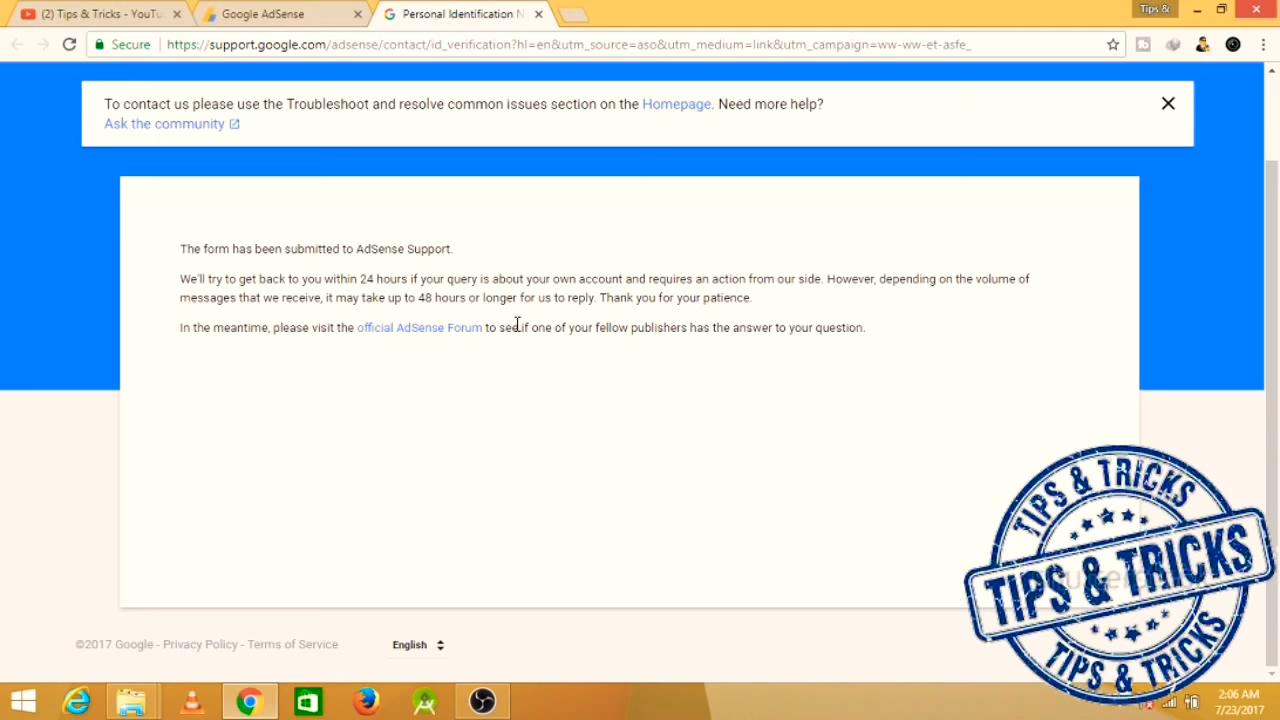 (2) Tips & Tricks - YouTu
Google AdSense
Personal Identification N
Tips &
Secure
https://support.google.com/adsense/contact/id_verification?hl=en&utm_source=aso&utm_medium=link&utm_campaign=ww-ww-et-asfe_
To contact us please use the Troubleshoot and resolve common issues section on the Homepage. Need more help?
Ask the community
The form has been submitted to AdSense Support.
We'll try to get back to you within 24 hours if your query is about your own account and requires an action from our side. However, depending on the volume of
messages that we receive, it may take up to 48 hours or longer for us to reply. Thank you for your patience.
In the meantime, please visit the official AdSense Forum to see if one of your fellow publishers has the answer to your question.
TIPS & TRICKS
TIPS & TRICKS
TIPS & TRICKS
©2017 Google - Privacy Policy - Terms of Service
English
2:06 AM
7/23/2017